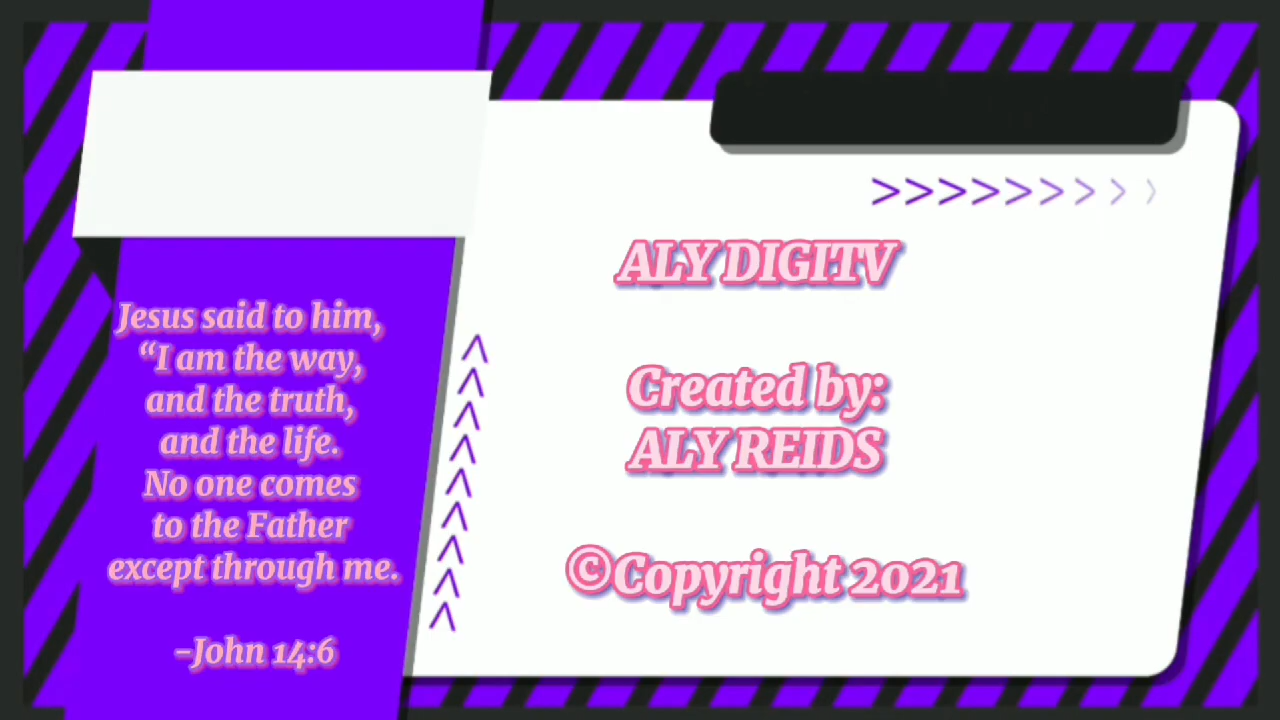 Jesus said to him,
“I am the way,
and the truth,
and the life.
No one comes
to the Father
except through me.
–John 14:6
ALY DIGITV
Created by:
ALY REIDS
©Copyright 2021